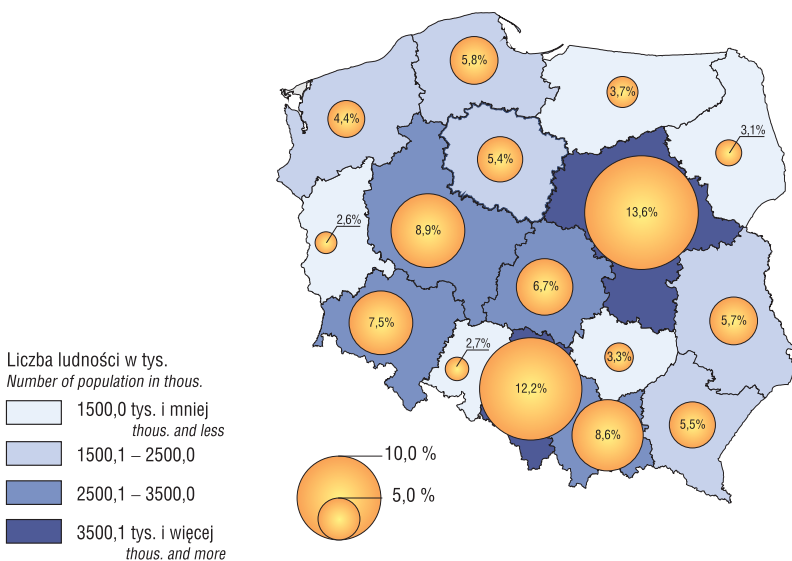 5,8%
3,7%
4,4%
3,1%
5,4%
13,6%
2,6%
8,9%
6,7%
7,5%
5,7%
2,7%
3,3%
12,2%
8,6%
5,5%
Liczba ludności w tys.
Number of population in thous.
1500,0 tys. i mniej
thous. and less
1500,1 – 2500,0
2500,1 – 3500,0
3500,1 tys. i więcej
thous. and more
10,0 %
5,0 %